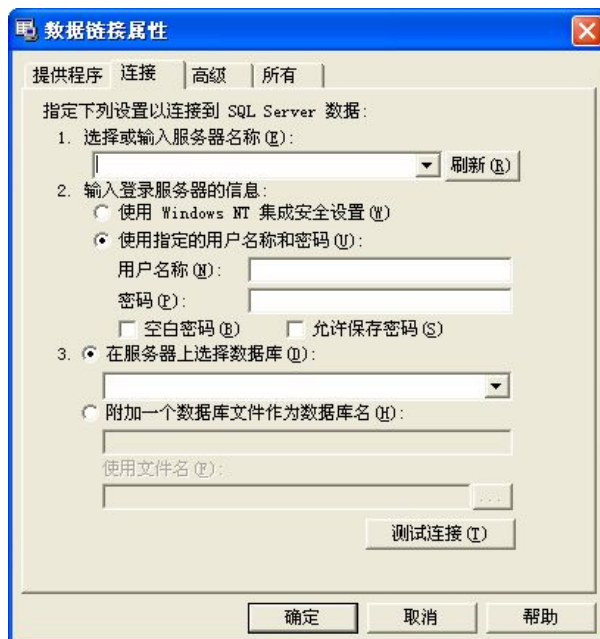 数据链接属性
提供程序 连接 高级 所有
指定下列设置以连接到 SQL Server 数据:
1. 选择或输入服务器名称(E):
刷新(R)
2. 输入登录服务器的信息:
使用 Windows NT 集成安全设置(W)
使用指定的用户名称和密码(U):
用户名称(N):
密码(P):
空白密码(B) 允许保存密码(S)
3. 在服务器上选择数据库(D):
附加一个数据库文件作为数据库名(H):
使用文件名(F):
...
测试连接(T)
确定 取消 帮助